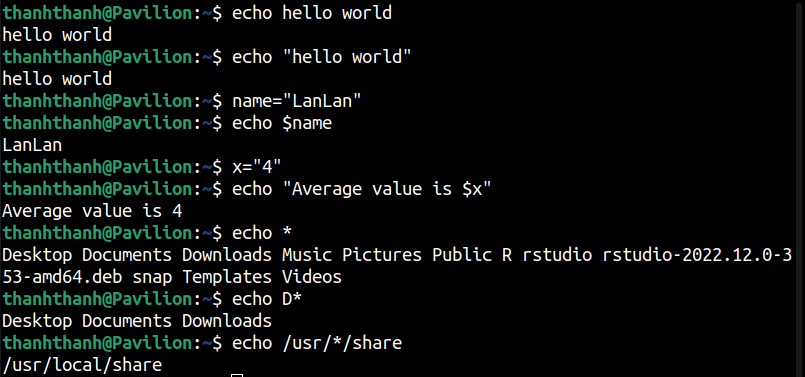 thanhthanh@Pavilion:~$ echo hello world
hello world
thanhthanh@Pavilion:~$ echo "hello world"
hello world
thanhthanh@Pavilion:~$ name="LanLan"
thanhthanh@Pavilion:~$ echo $name
LanLan
thanhthanh@Pavilion:~$ x="4"
thanhthanh@Pavilion:~$ echo "Average value is $x"
Average value is 4
thanhthanh@Pavilion:~$ echo *
Desktop Documents Downloads Music Pictures Public R rstudio rstudio-2022.12.0-3
53-amd64.deb snap Templates Videos
thanhthanh@Pavilion:~$ echo D*
Desktop Documents Downloads
thanhthanh@Pavilion:~$ echo /usr/*/share
/usr/local/share